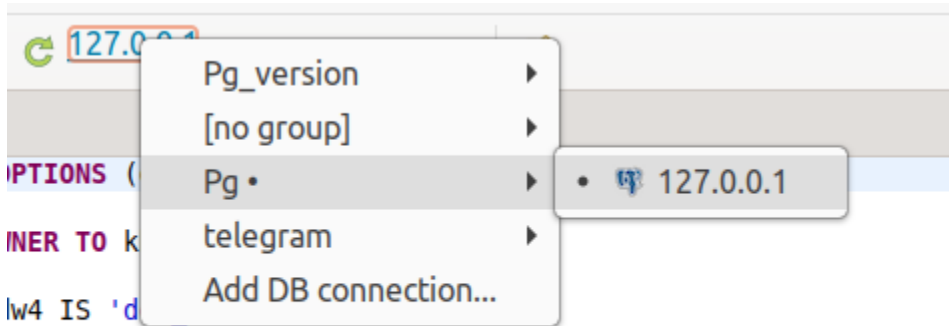 127.0.0.1
Pg_version
[no group]
OPTIONS (
Pg •
• 127.0.0.1
WNER TO k
telegram
Add DB connection...
w4 IS 'd